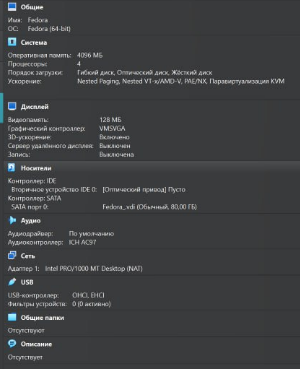 Общие
Имя: Fedora
ОС: Fedora (64-bit)
Система
Оперативная память: 4096 МБ
Процессоры: 4
Порядок загрузки: Гибкий диск, Оптический диск, Жёсткий диск
Ускорение: Nested Paging, Nested VT-x/AMD-V, PAE/NX, Паравиртуализация KVM
Дисплей
Видеопамять: 128 МБ
Графический контроллер: VMSVGA
3D-ускорение: Включено
Сервер удалённого дисплея: Выключен
Запись: Выключена
Носители
Контроллер: IDE
Вторичное устройство IDE 0: [Оптический привод] Пусто
Контроллер: SATA
SATA порт 0: Fedora_.vdi (Обычный, 80,00 ГБ)
Аудио
Аудиодрайвер: По умолчанию
Аудиоконтроллер: ICH AC97
Сеть
Адаптер 1: Intel PRO/1000 MT Desktop (NAT)
USB
USB-контроллер: OHCI, EHCI
Фильтры устройств: 0 (0 активно)
Общие папки
Отсутствуют
Описание
Отсутствует